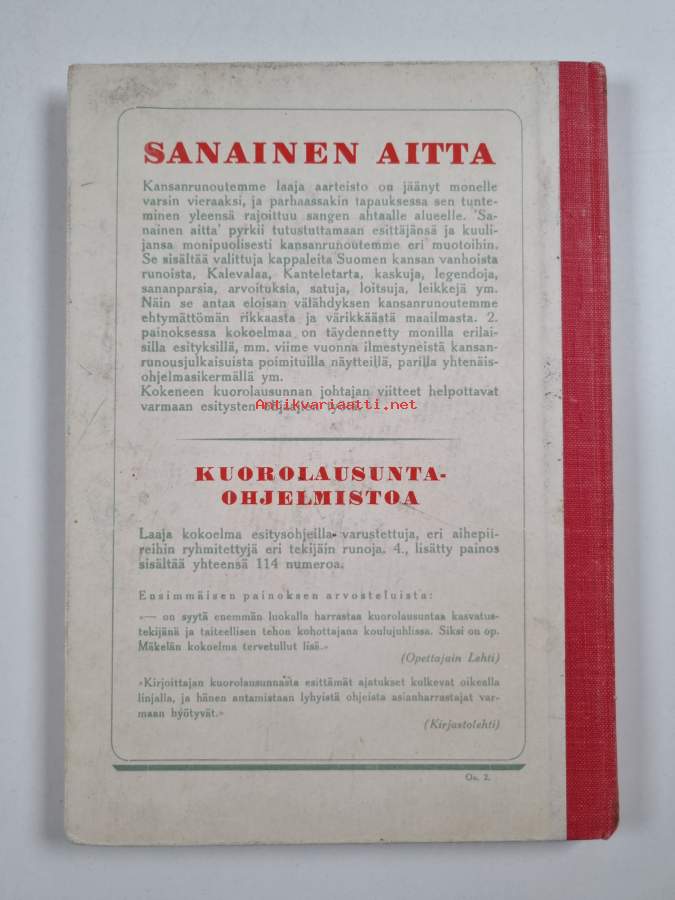 SANAINEN AITTA
Kansanrunoutemme laaja aarteisto on jäänyt monelle
varsin vieraaksi, ja parhaassakin tapauksessa sen tunte-
minen yleensä rajoittuu sangen ahtaalle alueelle. 'Sa-
nainen aitta' pyrkii tutustuttamaan esittäjänsä ja kuuli-
jansa monipuolisesti kansanrunoutemme eri muotoihin.
Se sisältää valittuja kappaleita Suomen kansan vanhoista
runoista, Kalevalaa, Kanteletarta, kaskuja, legendoja,
sananparsia, arvoituksia, satuja, loitsuja, leikkejä ym.
Näin se antaa eloisan välähdyksen kansanrunoutemme
ehtymättömän rikkaasta ja värikkäästä maailmasta. 2.
painoksessa kokoelmaa on täydennetty monilla erilai-
silla esityksillä, mm. viime vuonna ilmestyneistä kansan-
runousjulkaisuista poimituilla näytteillä, parilla yhtenäis-
ohjelmasikermällä ym.
Kokeneen kuorolausunnan johtajan viitteet helpottavat
varmaan esitysten
Antikvariaatti.net
KUOROLAUSUNTA-
OHJELMISTOA
Laaja kokoelma esitysohjeilla varustettuja, eri aihepii-
reihin ryhmitettyjä eri tekijäin runoja. 4., lisätty painos
sisältää yhteensä 114 numeroa.
Ensimmäisen painoksen arvosteluista:
»— on syytä enemmän luokalla harrastaa kuorolausuntaa kasvatus-
tekijänä ja taiteellisen tehon kohottajana koulujuhlissa. Siksi on op.
Mäkelän kokoelma tervetullut lisä.»
(Opettajain Lehti)
»Kirjoittajan kuorolausunnasta esittämät ajatukset kulkevat oikealla
linjalla, ja hänen antamistaan lyhyistä ohjeista asianharrastajat var-
maan hyötyvät.»
(Kirjastolehti)
Oa. 2.